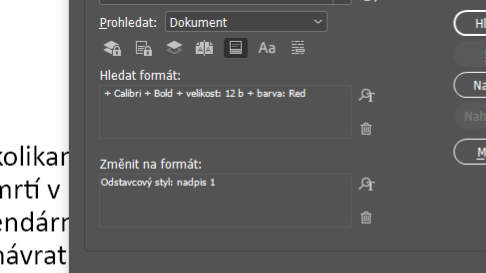 Prohledat: Dokument
Aa
Hledat formát:
+ Calibri + Bold + velikost: 12 b + barva: Red
Změnit na formát:
Odstavcový styl: nadpis 1
Hl
Na
Nah
M
kolikan
mrtí v
endárn
návrat